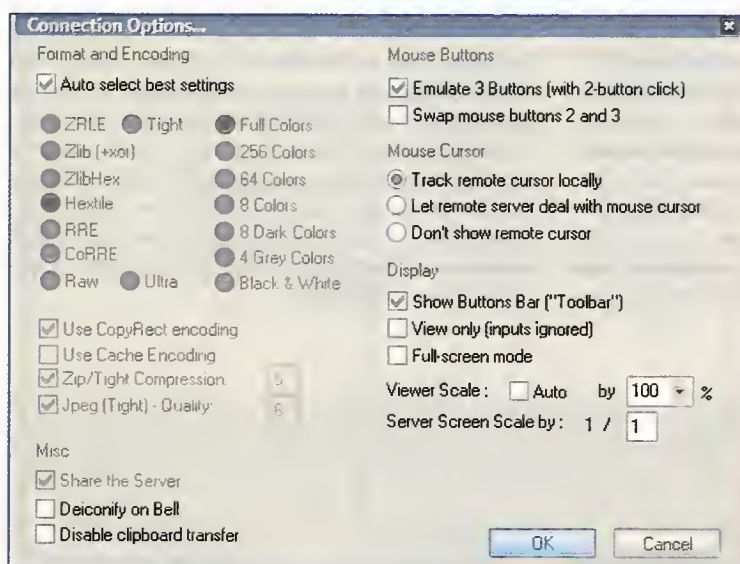 Connection Options...
Format and Encoding
Auto select best settings
ZRLE Tight
Zlib (+xor)
ZlibHex
Hextile
RRE
CoRRE
Raw Ultra
Full Colors
256 Colors
64 Colors
8 Colors
8 Dark Colors
4 Grey Colors
Black & White
Use CopyRect encoding
Use Cache Encoding
Zip/Tight Compression: 5
Jpeg (Tight) - Quality: 6
Misc
Share the Server
Deiconify on Bell
Disable clipboard transfer
Mouse Buttons
Emulate 3 Buttons (with 2-button click)
Swap mouse buttons 2 and 3
Mouse Cursor
Track remote cursor locally
Let remote server deal with mouse cursor
Don't show remote cursor
Display
Show Buttons Bar ("Toolbar")
View only (inputs ignored)
Full-screen mode
Viewer Scale : Auto by 100 %
Server Screen Scale by : 1 / 1
OK Cancel